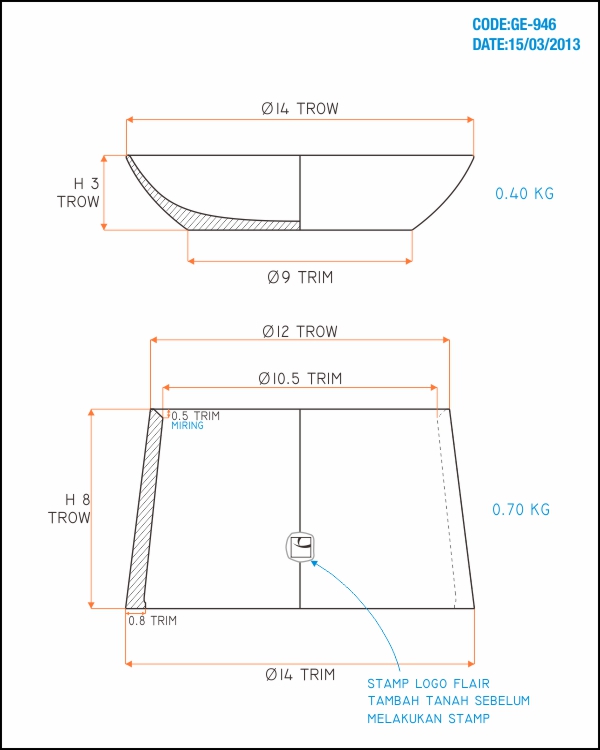 CODE:GE-946
DATE:15/03/2013
Ø14 TROW
H 3
TROW
0.40 KG
Ø9 TRIM
Ø12 TROW
Ø10.5 TRIM
0.5 TRIM
MIRING
H 8
TROW
0.70 KG
0.8 TRIM
Ø14 TRIM
STAMP LOGO FLAIR
TAMBAH TANAH SEBELUM
MELAKUKAN STAMP